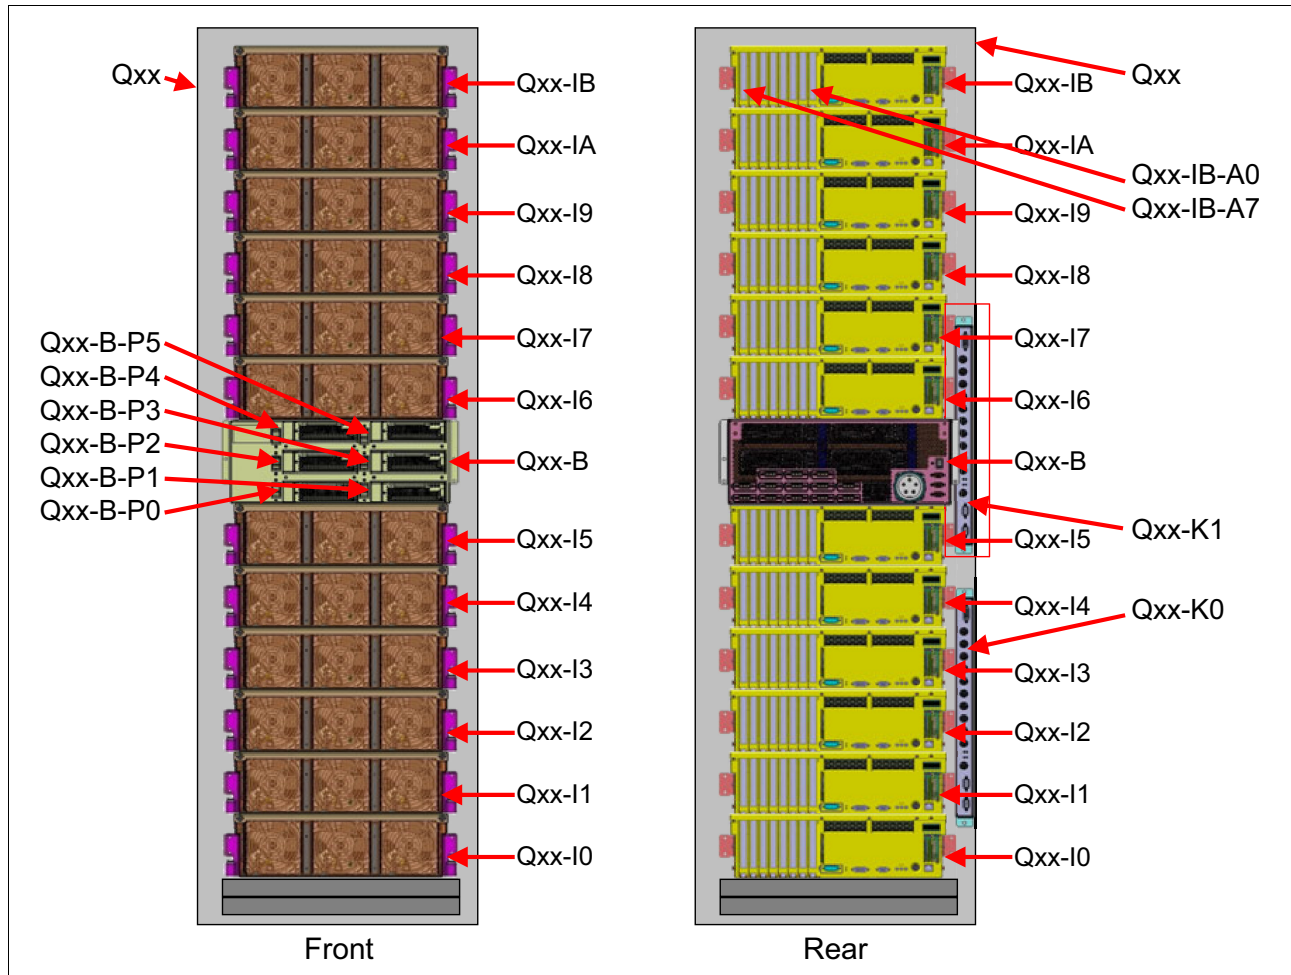 Qxx
Qxx-IB
Qxx-IA
Qxx-I9
Qxx-I8
Qxx-I7
Qxx-I6
Qxx-B-P5
Qxx-B-P4
Qxx-B-P3
Qxx-B-P2
Qxx-B-P1
Qxx-B-P0
Qxx-B
Qxx-I5
Qxx-I4
Qxx-I3
Qxx-I2
Qxx-I1
Qxx-I0
Front
Qxx
Qxx-IB
Qxx-IA
Qxx-IB-A0
Qxx-IB-A7
Qxx-I9
Qxx-I8
Qxx-I7
Qxx-I6
Qxx-B
Qxx-K1
Qxx-I5
Qxx-I4
Qxx-K0
Qxx-I3
Qxx-I2
Qxx-I1
Qxx-I0
Rear